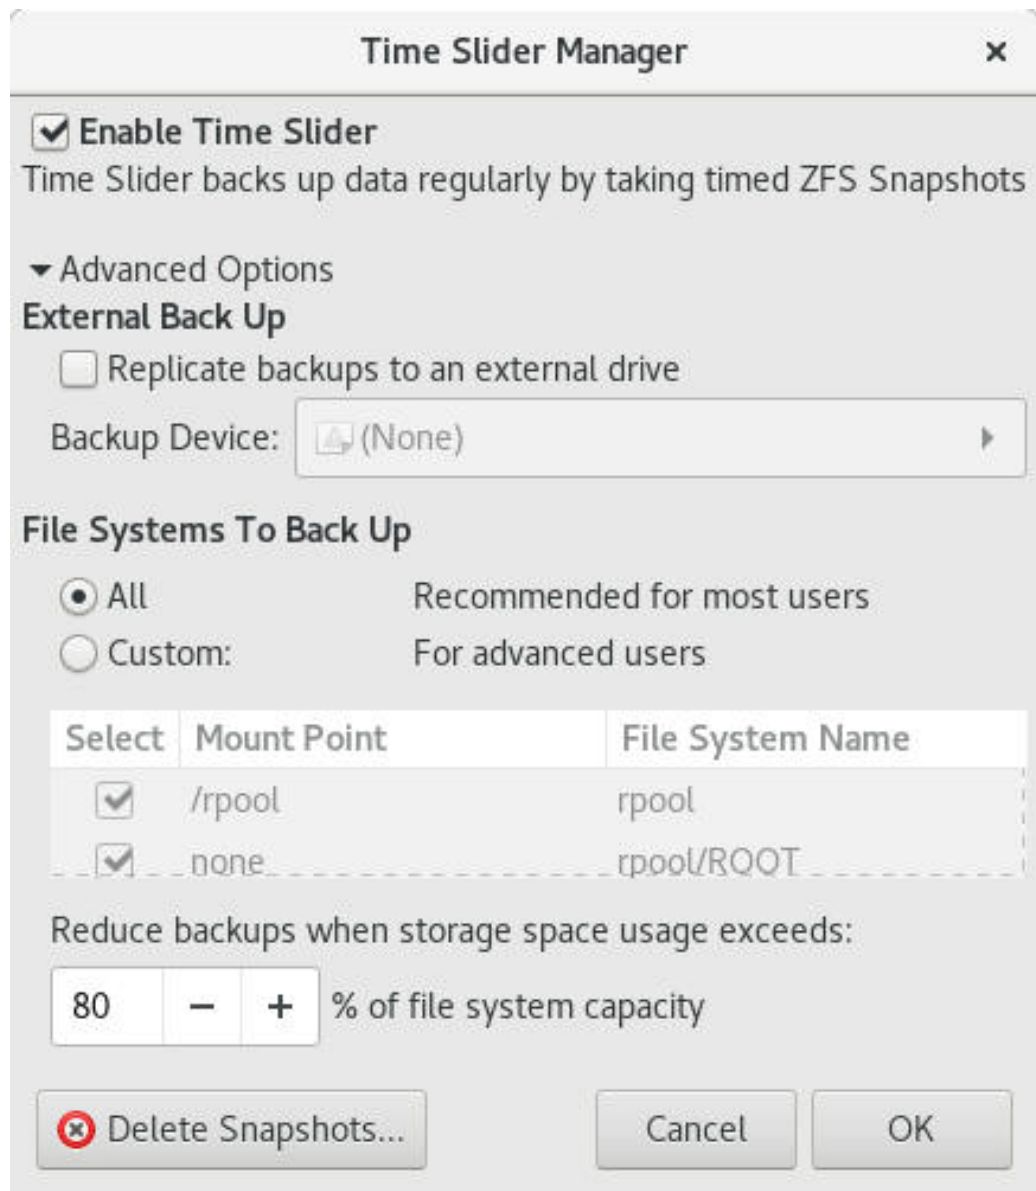 Time Slider Manager
Enable Time Slider
Time Slider backs up data regularly by taking timed ZFS Snapshots
Advanced Options
External Back Up
Replicate backups to an external drive
Backup Device: (None)
File Systems To Back Up
All Recommended for most users
Custom: For advanced users
Select Mount Point File System Name
/rpool rpool
none rpool/ROOT
Reduce backups when storage space usage exceeds:
80 − + % of file system capacity
Delete Snapshots... Cancel OK